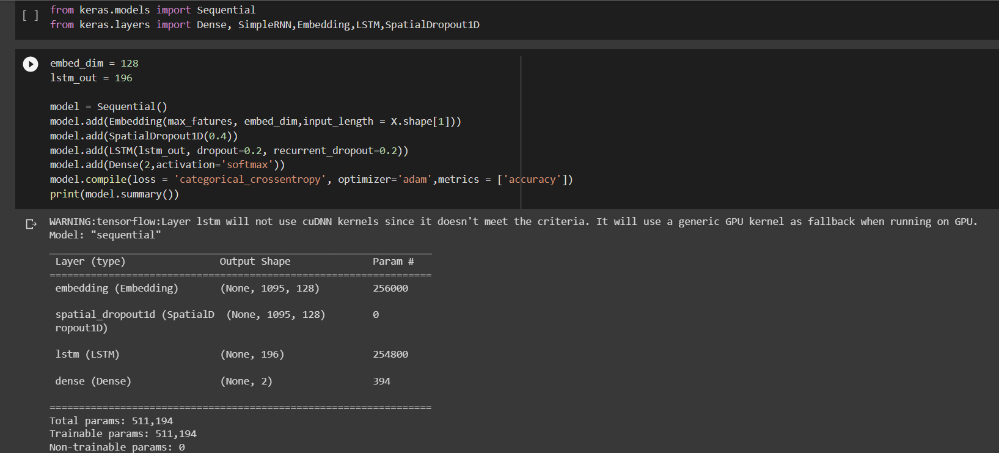 [ ] from keras.models import Sequential
from keras.layers import Dense, SimpleRNN,Embedding,LSTM,SpatialDropout1D
embed_dim = 128
lstm_out = 196
model = Sequential()
model.add(Embedding(max_fatures, embed_dim,input_length = X.shape[1]))
model.add(SpatialDropout1D(0.4))
model.add(LSTM(lstm_out, dropout=0.2, recurrent_dropout=0.2))
model.add(Dense(2,activation='softmax'))
model.compile(loss = 'categorical_crossentropy', optimizer='adam',metrics = ['accuracy'])
print(model.summary())
WARNING:tensorflow:Layer lstm will not use cuDNN kernels since it doesn't meet the criteria. It will use a generic GPU kernel as fallback when running on GPU.
Model: "sequential"
_________________________________________________________________
Layer (type) Output Shape Param #
=================================================================
embedding (Embedding) (None, 1095, 128) 256000
spatial_dropout1d (SpatialD (None, 1095, 128) 0
ropout1D)
lstm (LSTM) (None, 196) 254800
dense (Dense) (None, 2) 394
=================================================================
Total params: 511,194
Trainable params: 511,194
Non-trainable params: 0